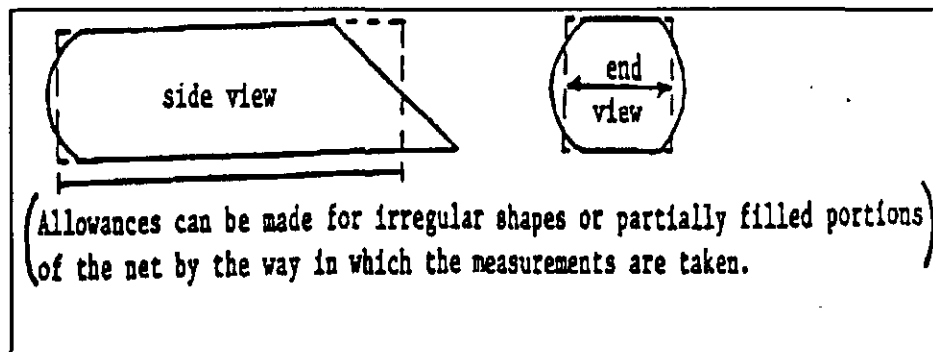 side view
end
view
(Allowances can be made for irregular shapes or partially filled portions
of the net by the way in which the measurements are taken.)